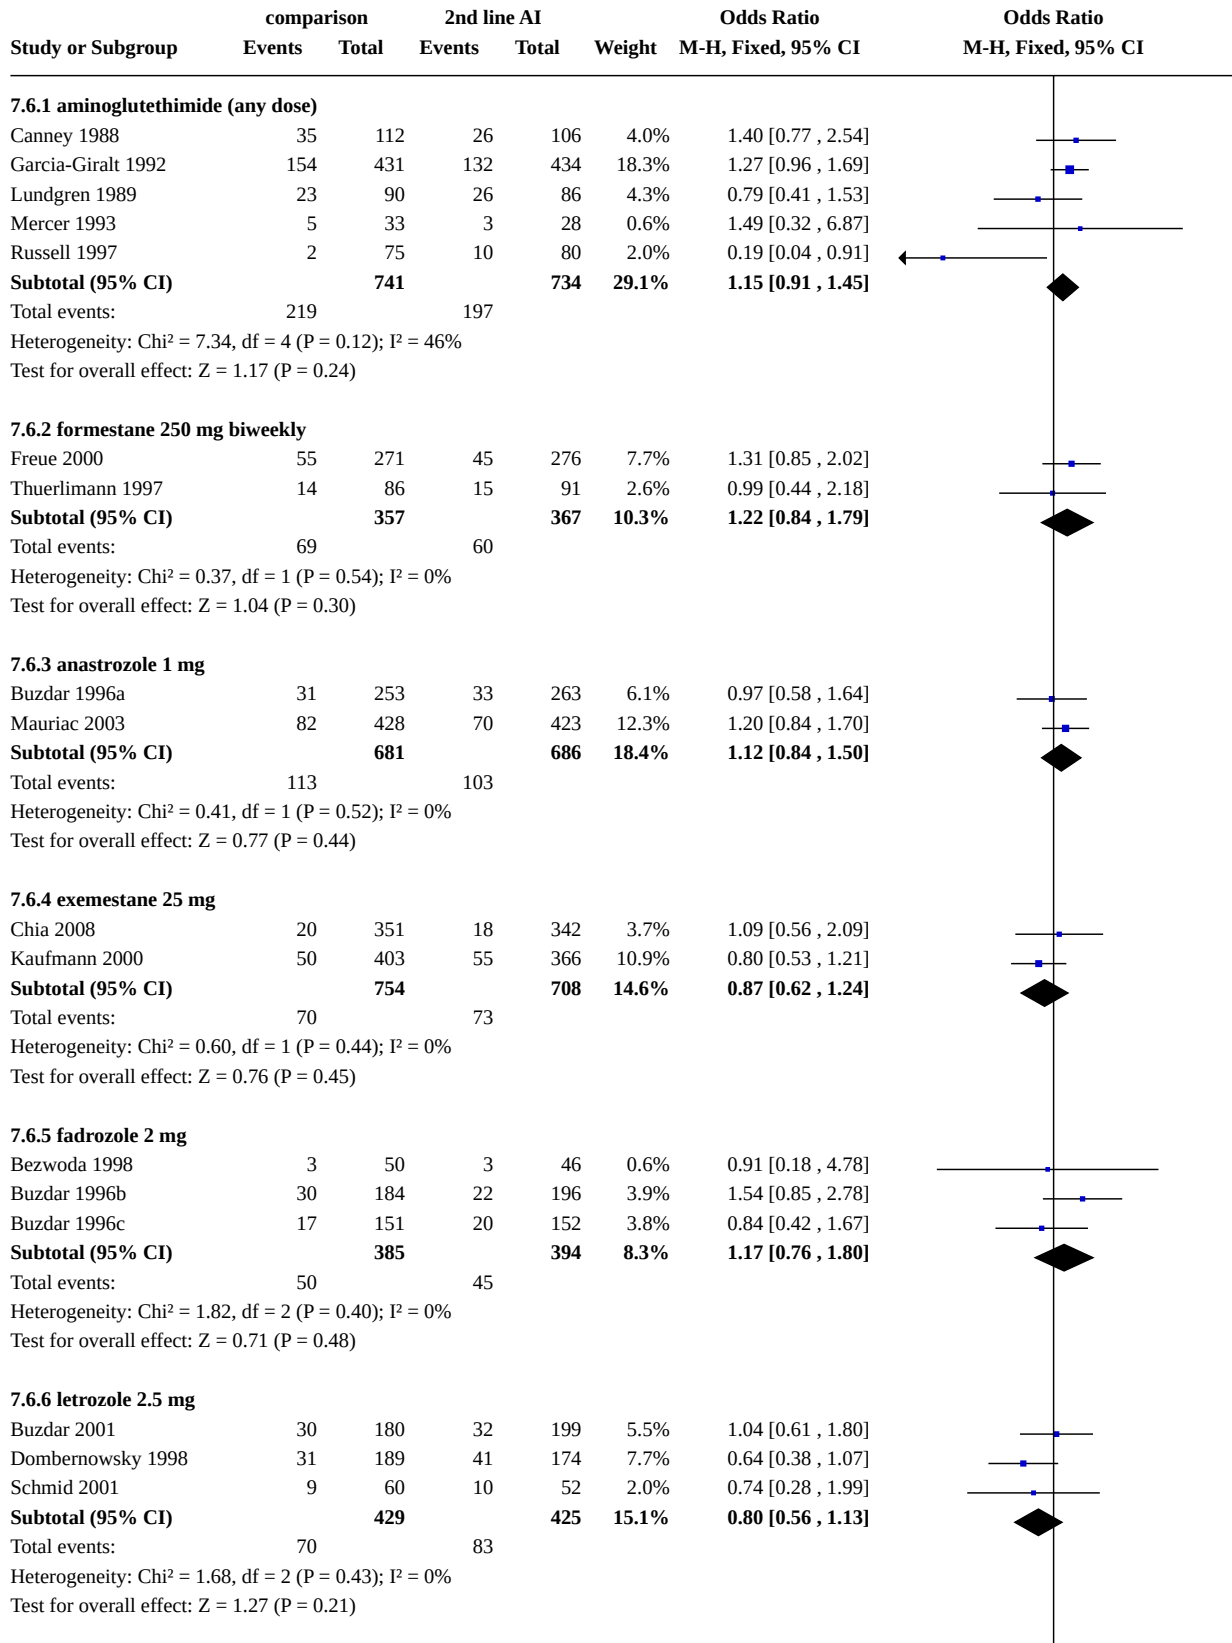 comparison 2nd line AI Odds Ratio Odds Ratio
Study or Subgroup Events Total Events Total Weight M-H, Fixed, 95% CI M-H, Fixed, 95% CI
7.6.1 aminoglutethimide (any dose)
Canney 1988 35 112 26 106 4.0% 1.40 [0.77 , 2.54]
Garcia-Giralt 1992 154 431 132 434 18.3% 1.27 [0.96 , 1.69]
Lundgren 1989 23 90 26 86 4.3% 0.79 [0.41 , 1.53]
Mercer 1993 5 33 3 28 0.6% 1.49 [0.32 , 6.87]
Russell 1997 2 75 10 80 2.0% 0.19 [0.04 , 0.91]
Subtotal (95% CI) 741 734 29.1% 1.15 [0.91 , 1.45]
Total events: 219 197
Heterogeneity: Chi² = 7.34, df = 4 (P = 0.12); I² = 46%
Test for overall effect: Z = 1.17 (P = 0.24)
7.6.2 formestane 250 mg biweekly
Freue 2000 55 271 45 276 7.7% 1.31 [0.85 , 2.02]
Thuerlimann 1997 14 86 15 91 2.6% 0.99 [0.44 , 2.18]
Subtotal (95% CI) 357 367 10.3% 1.22 [0.84 , 1.79]
Total events: 69 60
Heterogeneity: Chi² = 0.37, df = 1 (P = 0.54); I² = 0%
Test for overall effect: Z = 1.04 (P = 0.30)
7.6.3 anastrozole 1 mg
Buzdar 1996a 31 253 33 263 6.1% 0.97 [0.58 , 1.64]
Mauriac 2003 82 428 70 423 12.3% 1.20 [0.84 , 1.70]
Subtotal (95% CI) 681 686 18.4% 1.12 [0.84 , 1.50]
Total events: 113 103
Heterogeneity: Chi² = 0.41, df = 1 (P = 0.52); I² = 0%
Test for overall effect: Z = 0.77 (P = 0.44)
7.6.4 exemestane 25 mg
Chia 2008 20 351 18 342 3.7% 1.09 [0.56 , 2.09]
Kaufmann 2000 50 403 55 366 10.9% 0.80 [0.53 , 1.21]
Subtotal (95% CI) 754 708 14.6% 0.87 [0.62 , 1.24]
Total events: 70 73
Heterogeneity: Chi² = 0.60, df = 1 (P = 0.44); I² = 0%
Test for overall effect: Z = 0.76 (P = 0.45)
7.6.5 fadrozole 2 mg
Bezwoda 1998 3 50 3 46 0.6% 0.91 [0.18 , 4.78]
Buzdar 1996b 30 184 22 196 3.9% 1.54 [0.85 , 2.78]
Buzdar 1996c 17 151 20 152 3.8% 0.84 [0.42 , 1.67]
Subtotal (95% CI) 385 394 8.3% 1.17 [0.76 , 1.80]
Total events: 50 45
Heterogeneity: Chi² = 1.82, df = 2 (P = 0.40); I² = 0%
Test for overall effect: Z = 0.71 (P = 0.48)
7.6.6 letrozole 2.5 mg
Buzdar 2001 30 180 32 199 5.5% 1.04 [0.61 , 1.80]
Dombernowsky 1998 31 189 41 174 7.7% 0.64 [0.38 , 1.07]
Schmid 2001 9 60 10 52 2.0% 0.74 [0.28 , 1.99]
Subtotal (95% CI) 429 425 15.1% 0.80 [0.56 , 1.13]
Total events: 70 83
Heterogeneity: Chi² = 1.68, df = 2 (P = 0.43); I² = 0%
Test for overall effect: Z = 1.27 (P = 0.21)